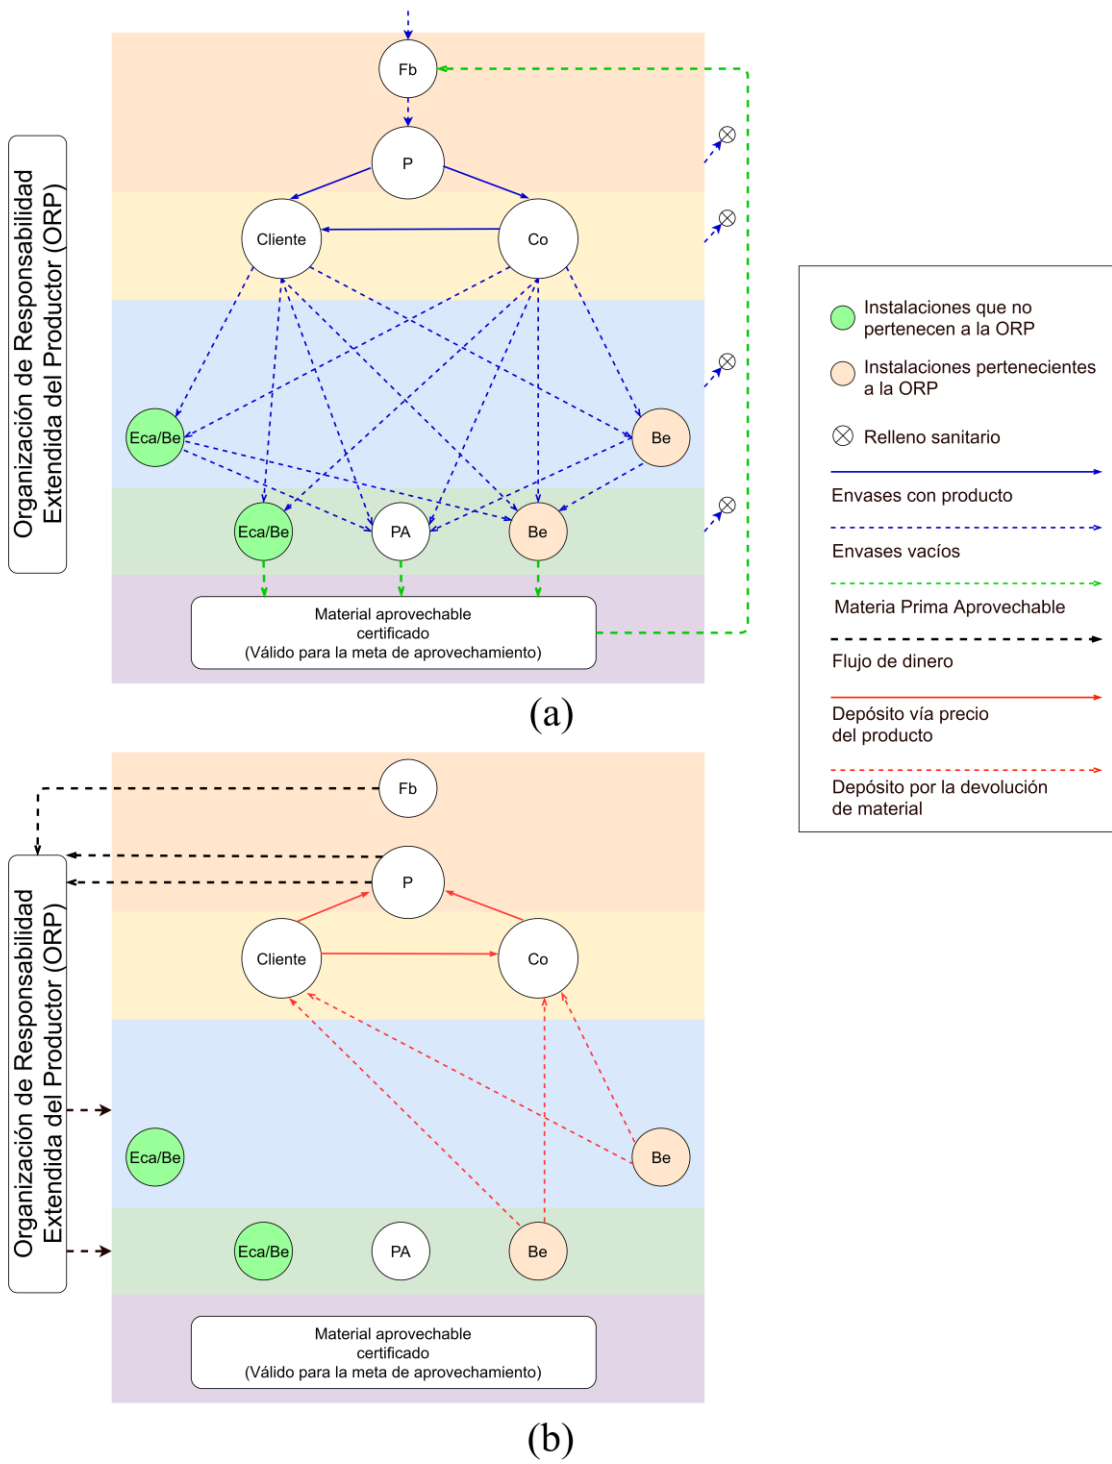 Organización de Responsabilidad
Extendida del Productor (ORP)
Fb
P
Cliente
Co
Eca/Be
Be
Eca/Be
PA
Be
Material aprovechable
certificado
(Válido para la meta de aprovechamiento)
(a)
Instalaciones que no
pertenecen a la ORP
Instalaciones pertenecientes
a la ORP
Relleno sanitario
Envases con producto
Envases vacíos
Materia Prima Aprovechable
Flujo de dinero
Depósito vía precio
del producto
Depósito por la devolución
de material
Organización de Responsabilidad
Extendida del Productor (ORP)
Fb
P
Cliente
Co
Eca/Be
Be
Eca/Be
PA
Be
Material aprovechable
certificado
(Válido para la meta de aprovechamiento)
(b)